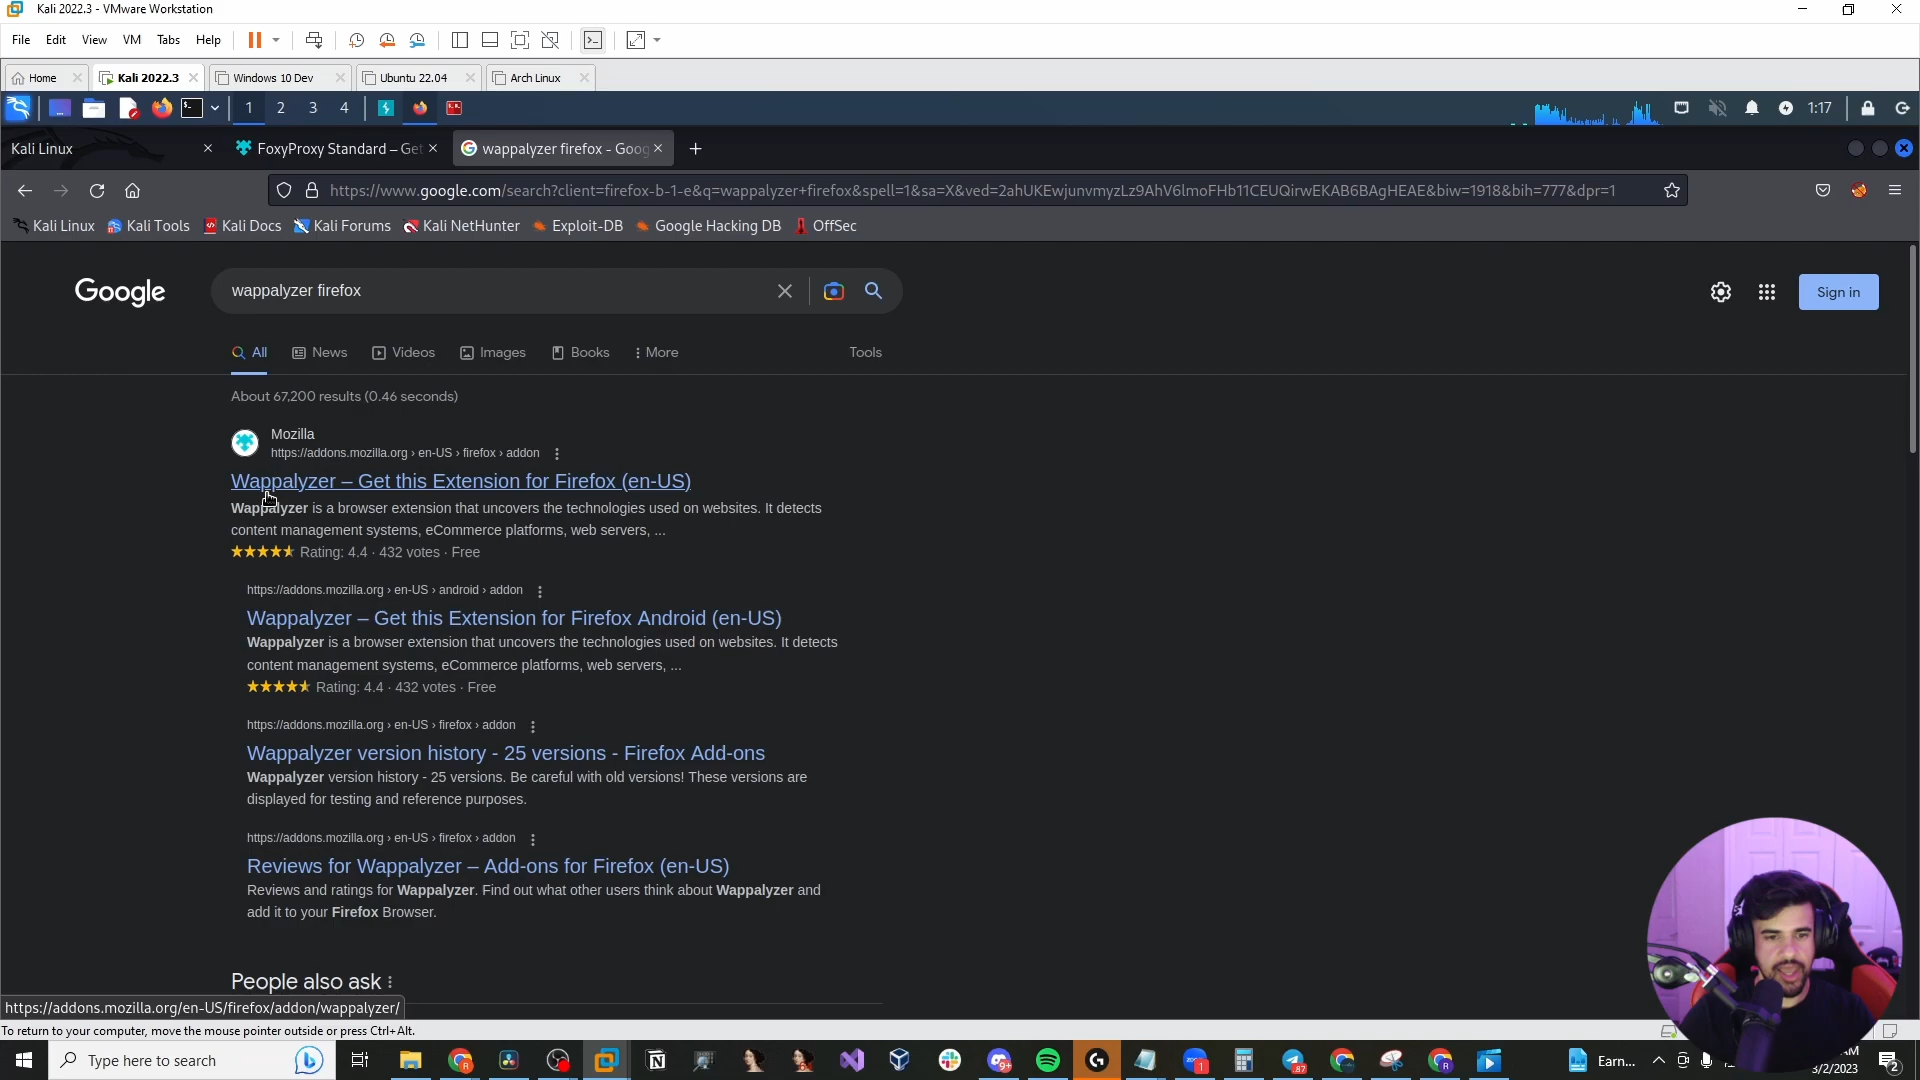 Kali 2022.3 - VMware Workstation
File Edit View VM Tabs Help
Home Kali 2022.3 Windows 10 Dev Ubuntu 22.04 Arch Linux
1 2 3 4 1:17
Kali Linux FoxyProxy Standard – Get wappalyzer firefox - Goog
https://www.google.com/search?client=firefox-b-1-e&q=wappalyzer+firefox&spell=1&sa=X&ved=2ahUKEwjunvmyzLz9AhV6lmoFHb11CEUQirwEKAB6BAgHEAE&biw=1918&bih=777&dpr=1
Kali Linux Kali Tools Kali Docs Kali Forums Kali NetHunter Exploit-DB Google Hacking DB OffSec
Google wappalyzer firefox Sign in
All News Videos Images Books More Tools
About 67,200 results (0.46 seconds)
Mozilla
https://addons.mozilla.org › en-US › firefox › addon
Wappalyzer – Get this Extension for Firefox (en-US)
Wappalyzer is a browser extension that uncovers the technologies used on websites. It detects
content management systems, eCommerce platforms, web servers, ...
Rating: 4.4 · 432 votes · Free
https://addons.mozilla.org › en-US › android › addon
Wappalyzer – Get this Extension for Firefox Android (en-US)
Wappalyzer is a browser extension that uncovers the technologies used on websites. It detects
content management systems, eCommerce platforms, web servers, ...
Rating: 4.4 · 432 votes · Free
https://addons.mozilla.org › en-US › firefox › addon
Wappalyzer version history - 25 versions - Firefox Add-ons
Wappalyzer version history - 25 versions. Be careful with old versions! These versions are
displayed for testing and reference purposes.
https://addons.mozilla.org › en-US › firefox › addon
Reviews for Wappalyzer – Add-ons for Firefox (en-US)
Reviews and ratings for Wappalyzer. Find out what other users think about Wappalyzer and
add it to your Firefox Browser.
People also ask
https://addons.mozilla.org/en-US/firefox/addon/wappalyzer/
To return to your computer, move the mouse pointer outside or press Ctrl+Alt.
Type here to search Earn... AM
3/2/2023 2